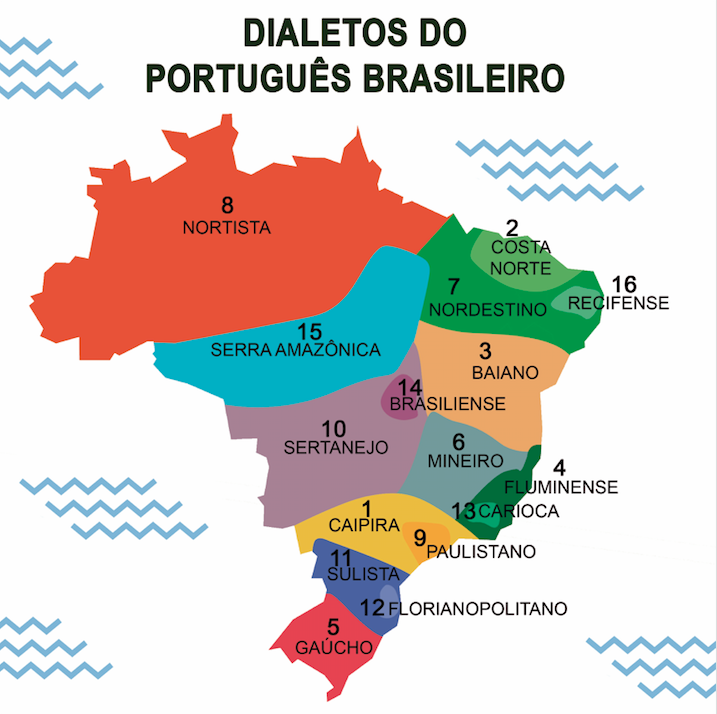 DIALETOS DO
PORTUGUÊS BRASILEIRO
8
NORTISTA
2
COSTA
NORTE
7
NORDESTINO
16
RECIFENSE
15
SERRA AMAZÔNICA
3
BAIANO
14
BRASILIENSE
10
SERTANEJO
6
MINEIRO
4
FLUMINENSE
13 CARIOCA
1
CAIPIRA
9
PAULISTANO
11
SULISTA
12 FLORIANOPOLITANO
5
GAÚCHO